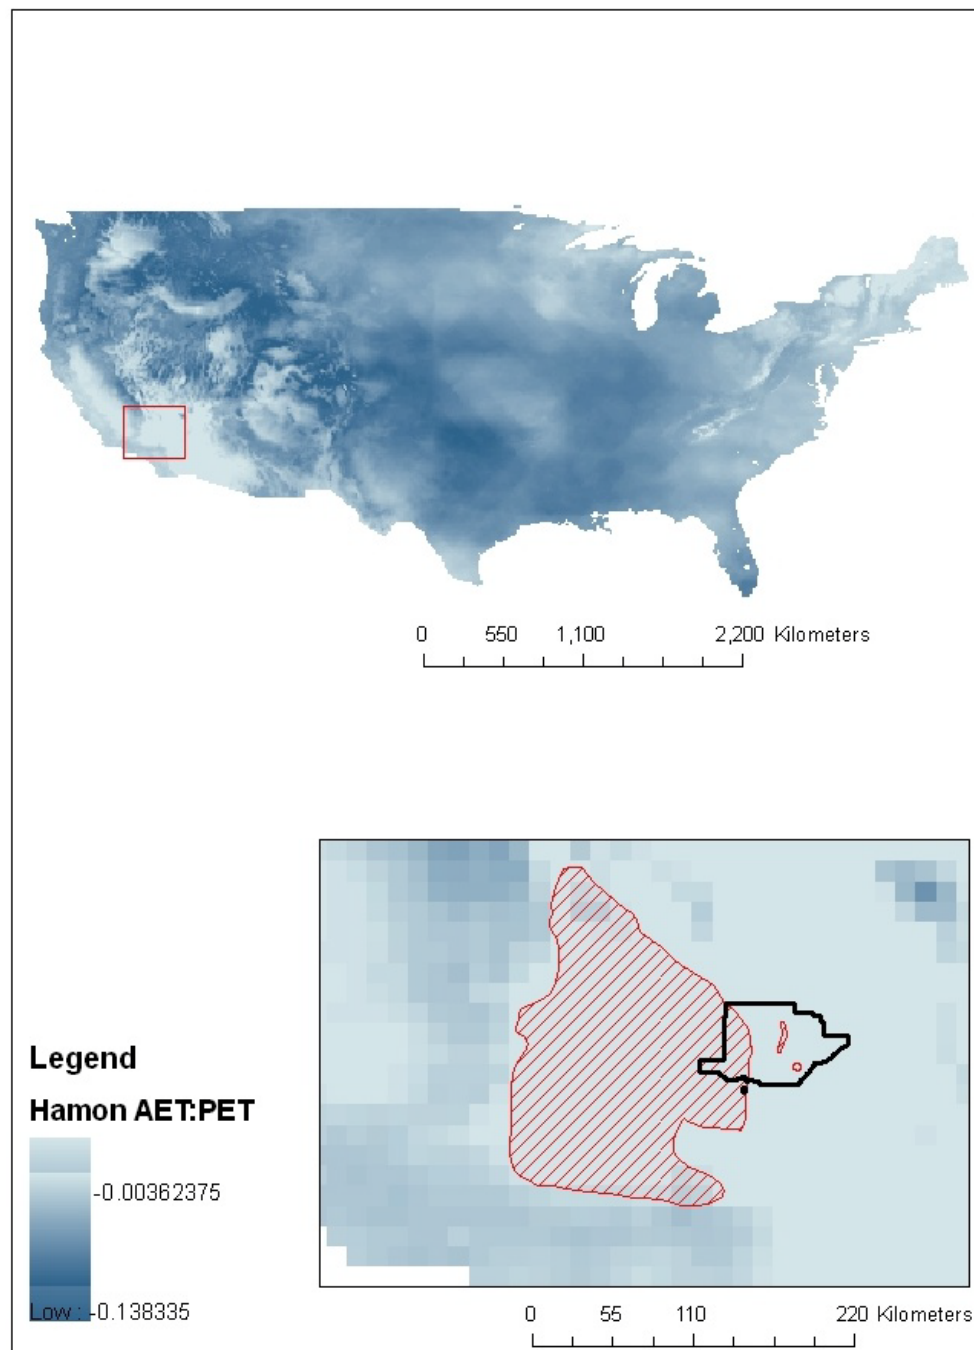 0 550 1,100 2,200 Kilometers
Legend
Hamon AET:PET
-0.00362375
Low : -0.138335
0 55 110 220 Kilometers